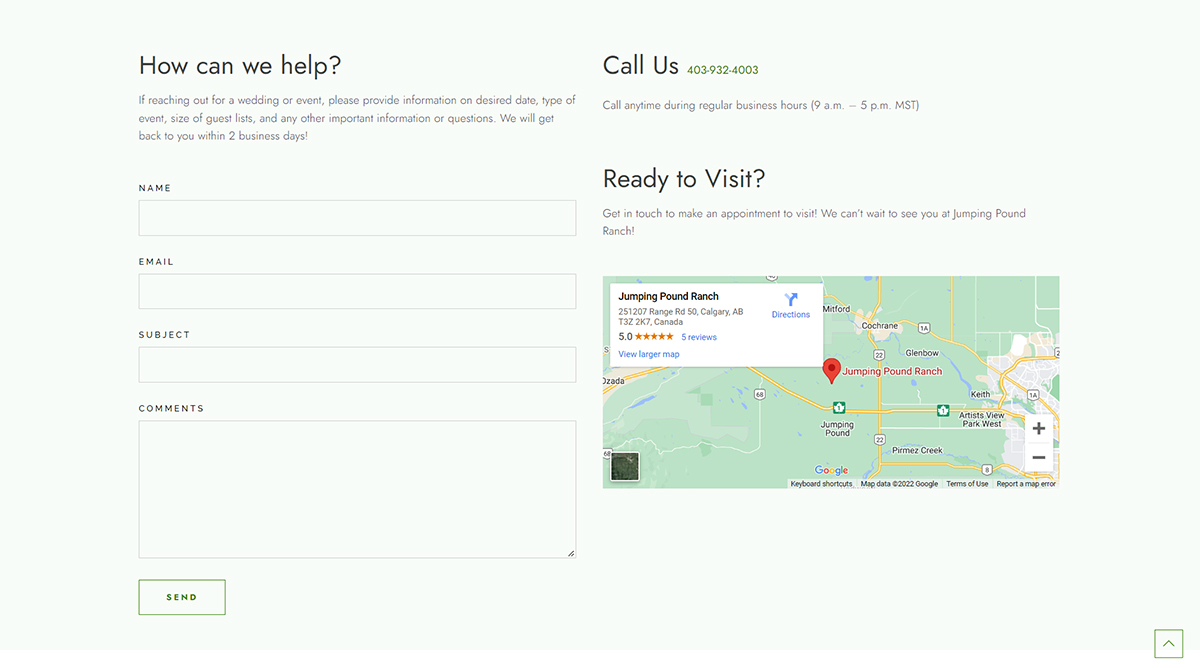 How can we help?
If reaching out for a wedding or event, please provide information on desired date, type of
event, size of guest lists, and any other important information or questions. We will get
back to you within 2 business days!
NAME
EMAIL
SUBJECT
COMMENTS
SEND
Call Us 403-932-4003
Call anytime during regular business hours (9 a.m. – 5 p.m. MST)
Ready to Visit?
Get in touch to make an appointment to visit! We can’t wait to see you at Jumping Pound
Ranch!
Jumping Pound Ranch
251207 Range Rd 50, Calgary, AB
T3Z 2K7, Canada
5.0
5 reviews
View larger map
Directions
Mitford
Cochrane
1A
22
Glenbow
Jumping Pound Ranch
Ozada
68
Keith
1A
1
1
Artists View
Park West
Jumping
Pound
22
Pirmez Creek
8
Google
Keyboard shortcuts
Map data ©2022 Google
Terms of Use
Report a map error